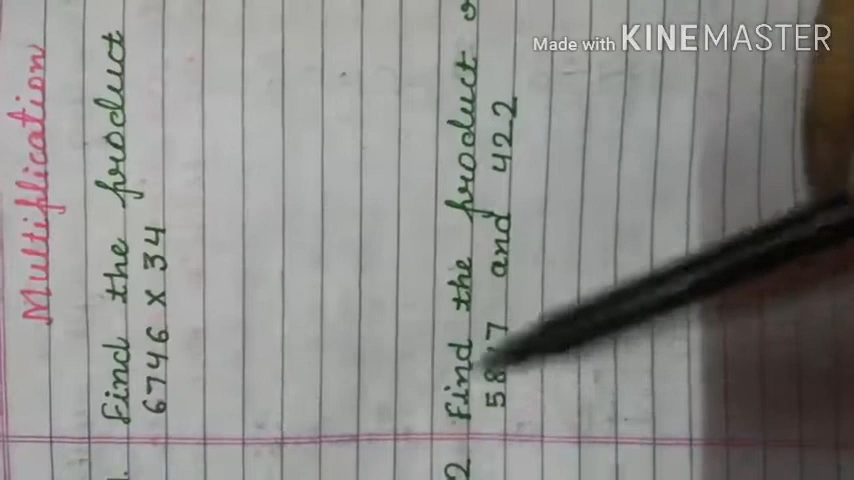 Made with KINEMASTER
Multiplication
1. Find the product
6746 x 34
2 Find the product
and 422